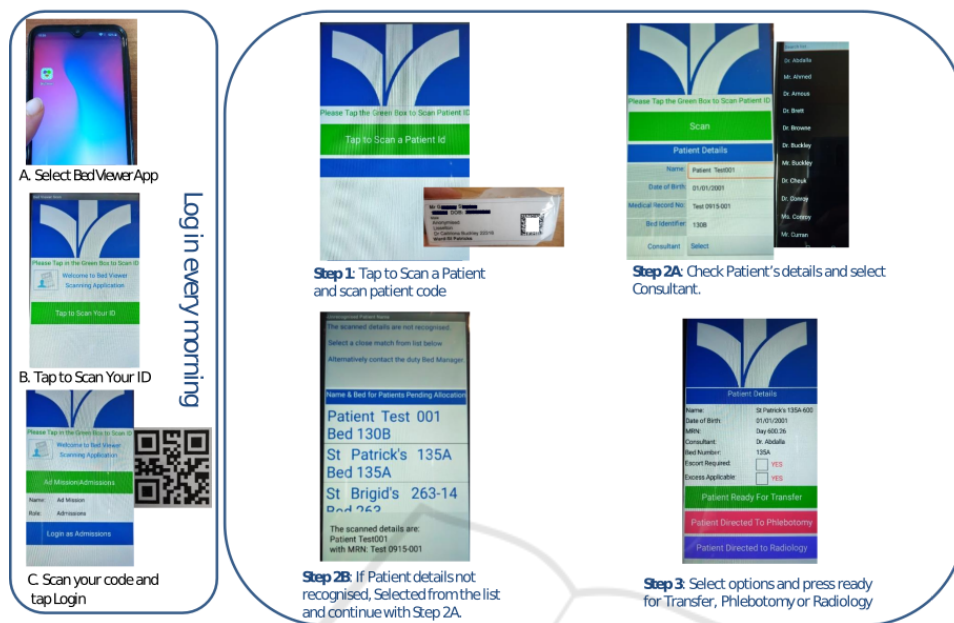 A. Select BedViewer App
Please Tap in the Green Box to Scan ID
Welcome to Bed Viewer
Scanning Application
Tap to Scan Your ID
B. Tap to Scan Your ID
Please Tap in the Green Box to Scan ID
Welcome to Bed Viewer
Scanning Application
Ad MissionAdmissions
Name: Ad Mission
Role: Admissions
Login as Admissions
C. Scan your code and
tap Login
Log in every morning
Please Tap the Green Box to Scan Patient ID
Tap to Scan a Patient Id
Mr
DOB:
Anonymised
Step 1: Tap to Scan a Patient
and scan patient code
Please Tap the Green Box to Scan Patient ID
Scan
Patient Details
Name: Patient Test001
Date of Birth: 01/01/2001
Medical Record No: Test 0915-001
Bed Identifier: 130B
Consultant Select
Dr. Abdalla
Mr. Ahmed
Dr. Arnous
Dr. Brett
Dr. Browne
Dr. Buckley
Mr. Buckley
Dr. Cheuk
Dr. Conroy
Ms. Conroy
Mr. Curran
Step 2A: Check Patient's details and select
Consultant.
Unrecognised Patient Name
The scanned details are not recognised.
Select a close match from list below
Alternatively contact the duty Bed Manager
Name & Bed for Patients Pending Allocation
Patient Test 001
Bed 130B
St Patrick's 135A
Bed 135A
St Brigid's 263-14
Bed 263
The scanned details are:
Patient Test001
with MRN: Test 0915-001
Step 2B: If Patient details not
recognised, Selected from the list
and continue with Step 2A.
Patient Details
Name: St Patrick's 135A 600
Date of Birth: 01/01/2001
MRN: Day-600.26
Consultant: Dr. Abdalla
Bed Number: 135A
Escort Required: YES
Excess Applicable: YES
Patient Ready For Transfer
Patient Directed To Phlebotomy
Patient Directed to Radiology
Step 3: Select options and press ready
for Transfer, Phlebotomy or Radiology